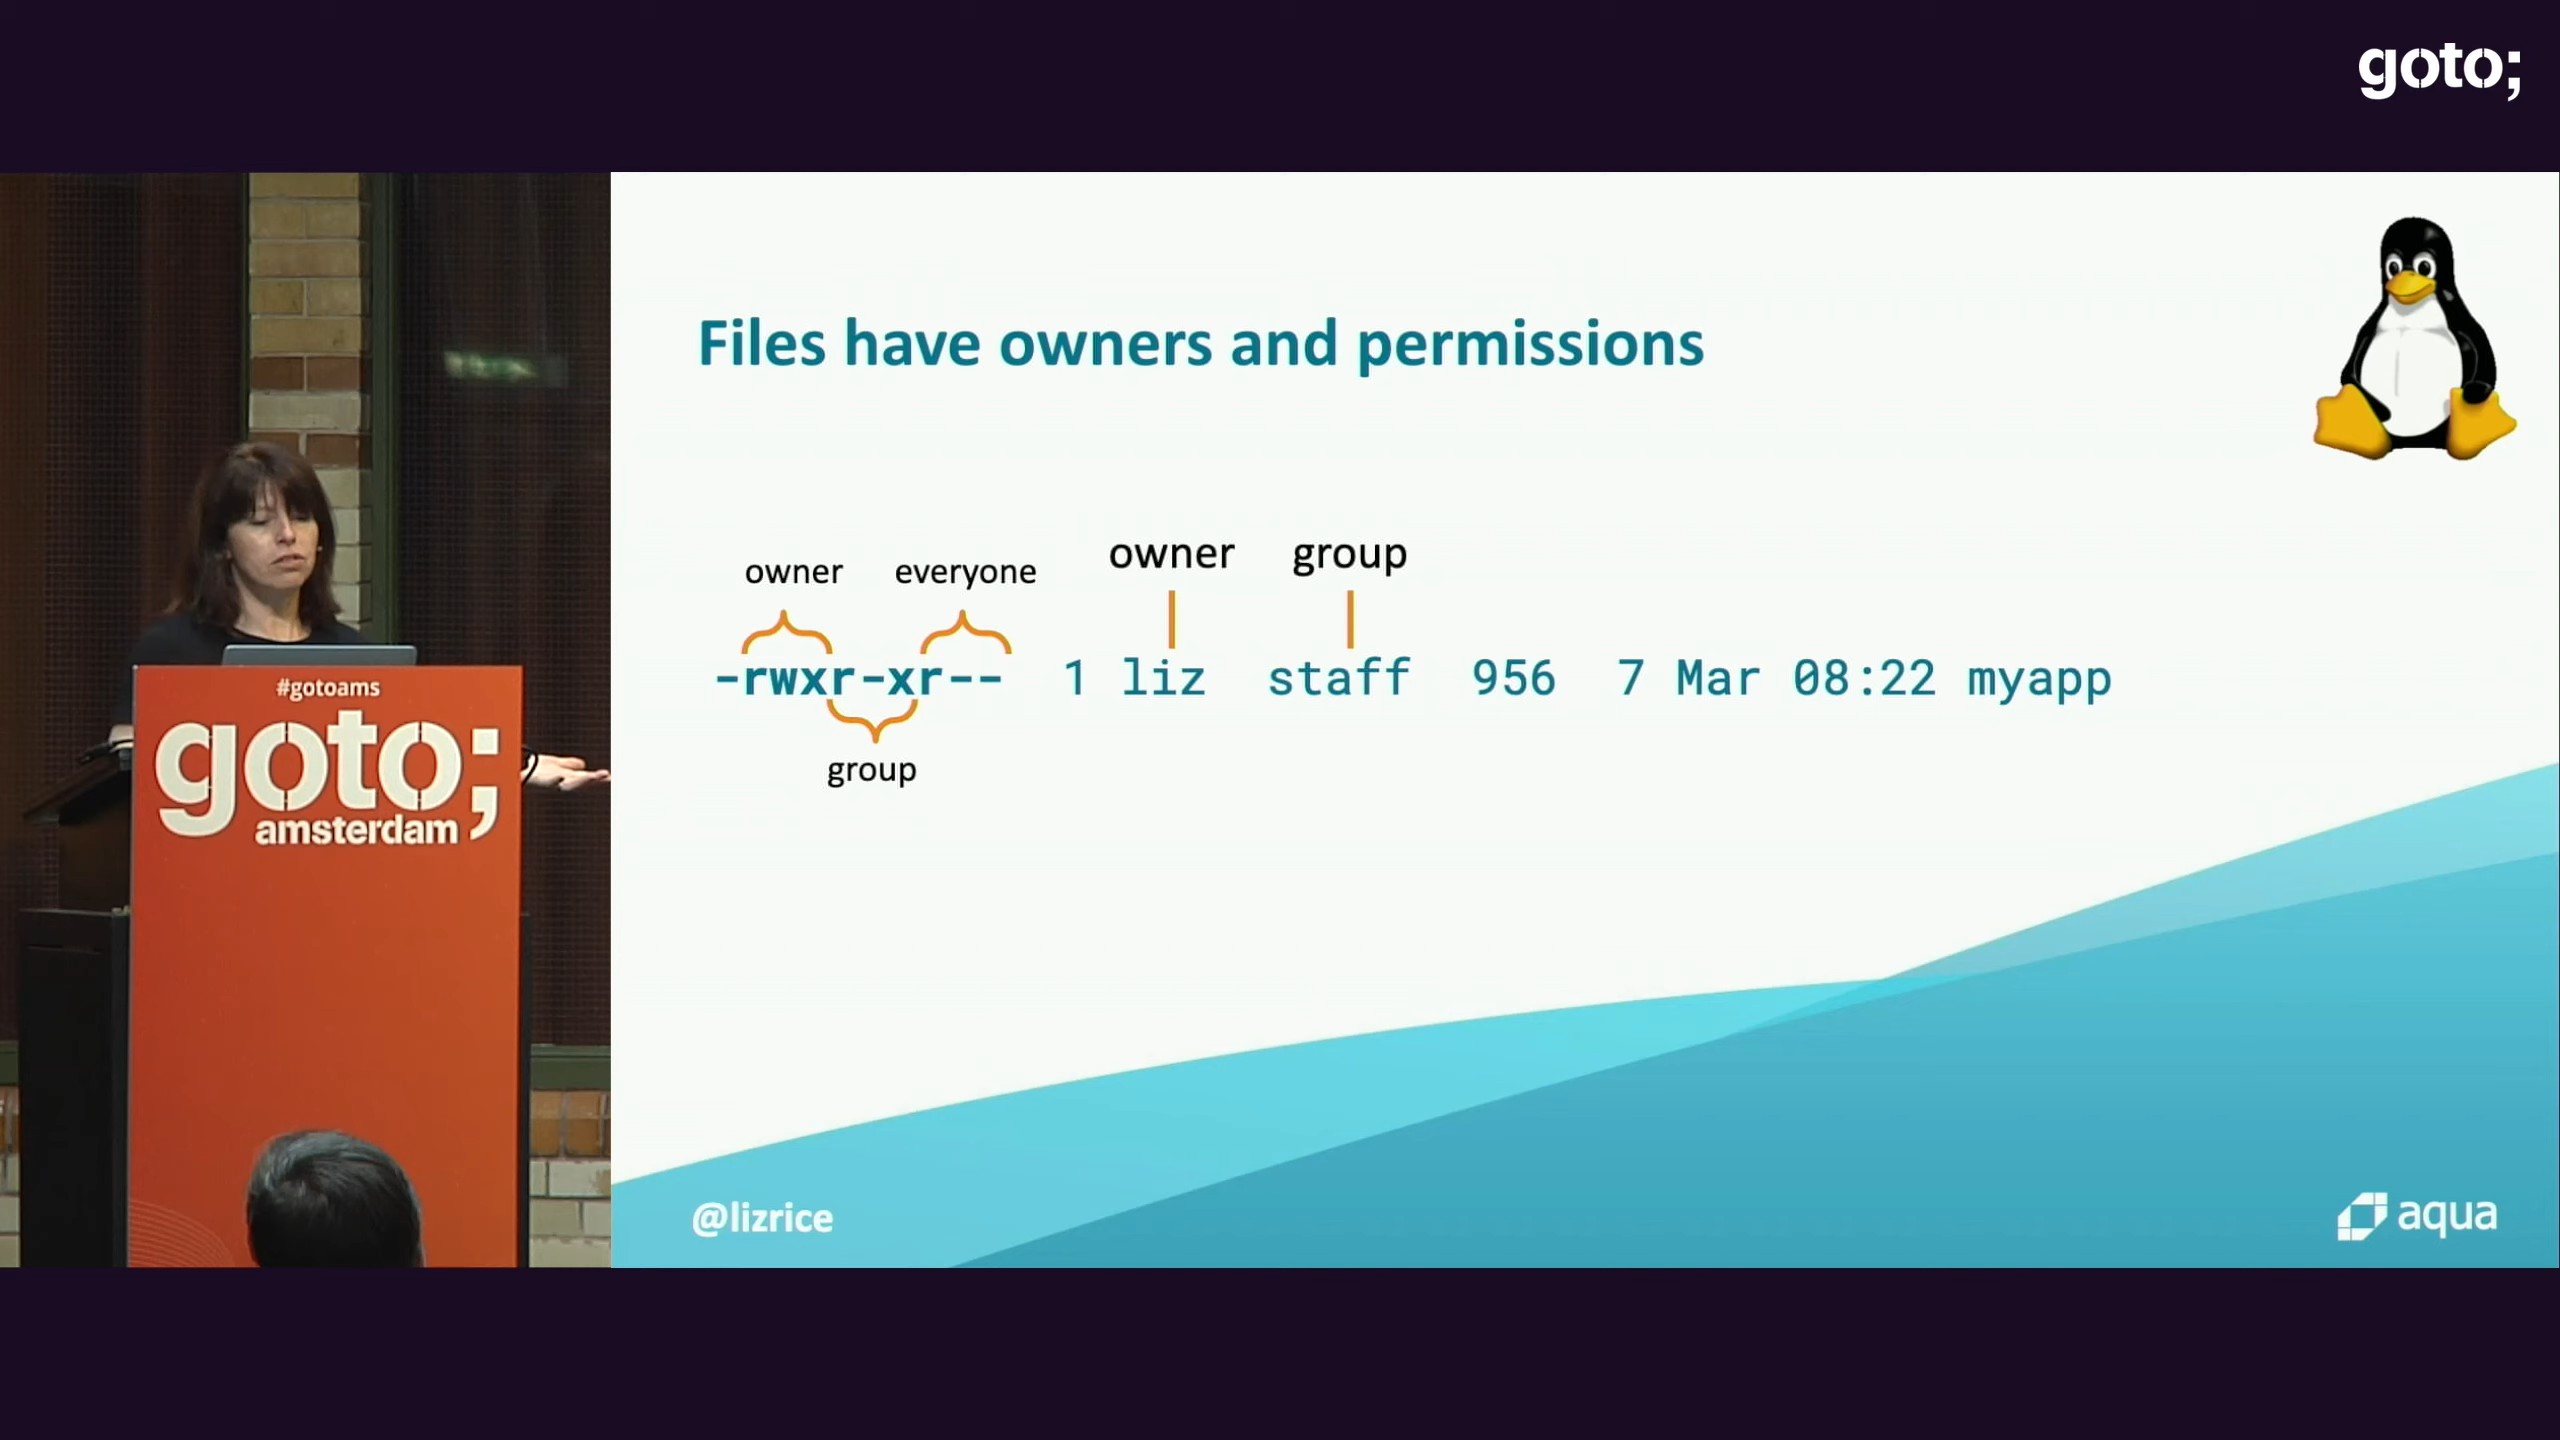 goto;
Files have owners and permissions
owner everyone owner group
-rwxr-xr-- 1 liz staff 956 7 Mar 08:22 myapp
group
#gotoams
goto;
amsterdam
@lizrice
aqua